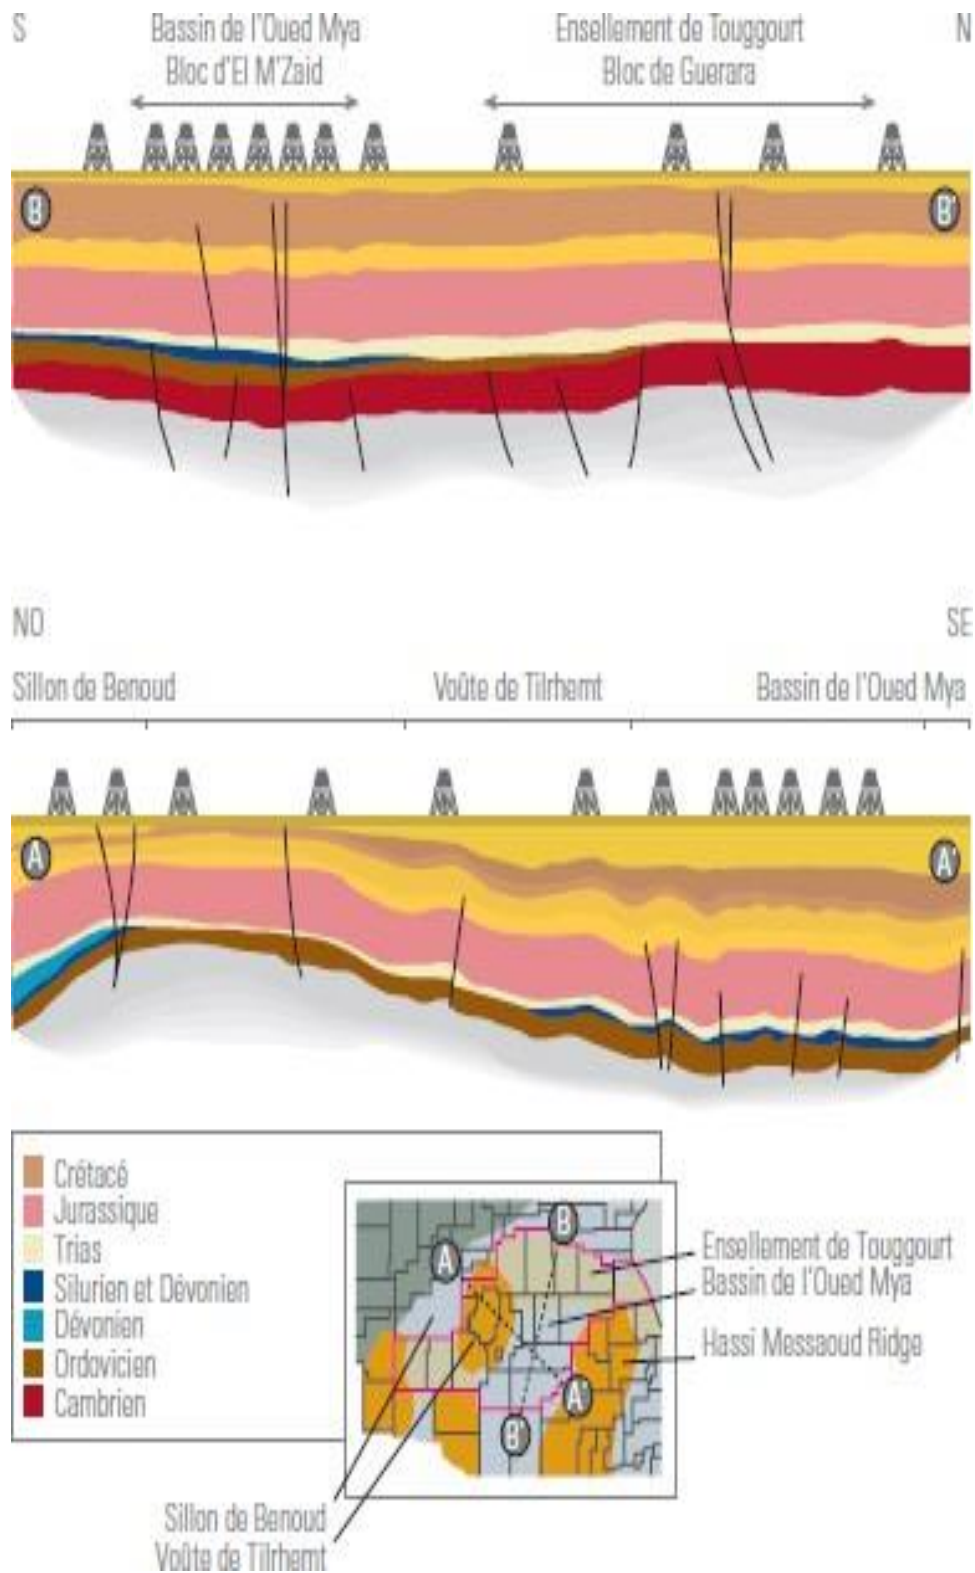 S
Bassin de l'Oued Mya
Bloc d'El M'Zaid
Ensellement de Touggourt
Bloc de Guerara
N
B
B'
NO
SE
Sillon de Benoud
Voûte de Tilrhemt
Bassin de l'Oued Mya
A
A'
Crétacé
Jurassique
Trias
Silurien et Dévonien
Dévonien
Ordovicien
Cambrien
A
B
A'
B'
Ensellement de Touggourt
Bassin de l'Oued Mya
Hassi Messaoud Ridge
Sillon de Benoud
Voûte de Tilrhemt